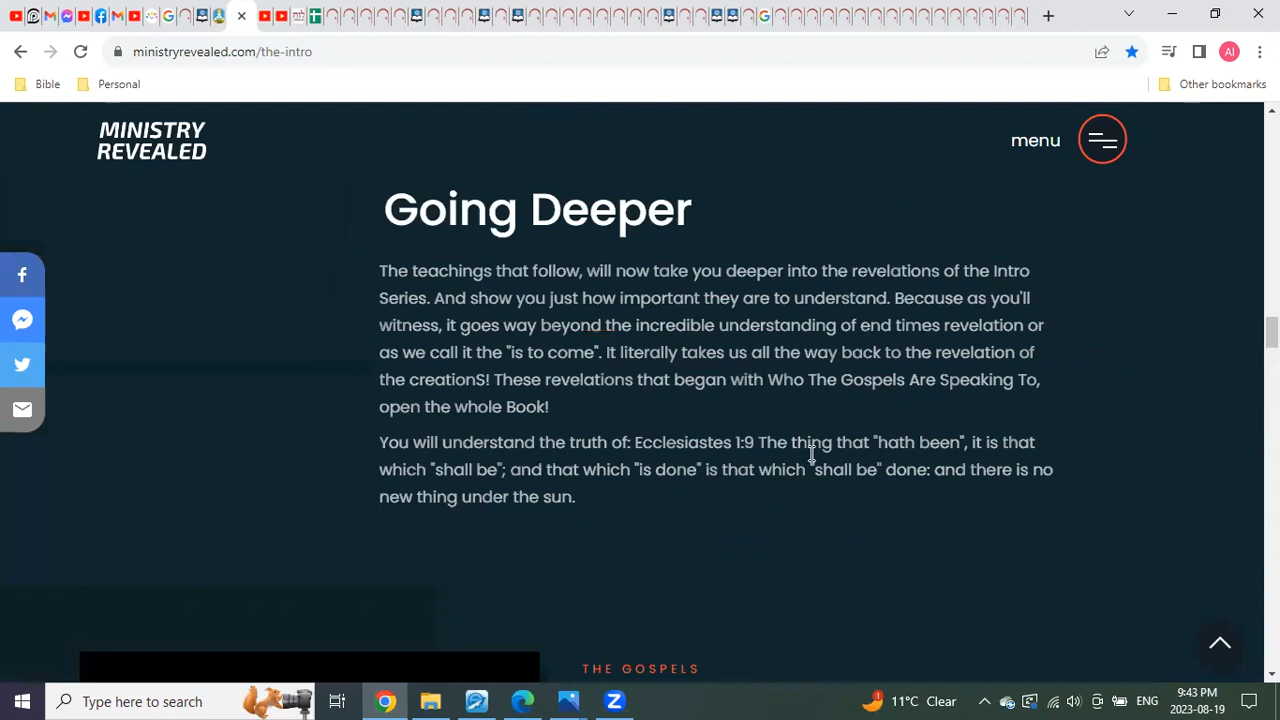 ministryrevealed.com/the-intro
AI
Bible
Personal
Other bookmarks
MINISTRY
REVEALED
menu
Going Deeper
The teachings that follow, will now take you deeper into the revelations of the Intro
Series. And show you just how important they are to understand. Because as you'll
witness, it goes way beyond the incredible understanding of end times revelation or
as we call it the "is to come". It literally takes us all the way back to the revelation of
the creationS! These revelations that began with Who The Gospels Are Speaking To,
open the whole Book!
You will understand the truth of: Ecclesiastes 1:9 The thing that "hath been", it is that
which "shall be"; and that which "is done" is that which "shall be" done: and there is no
new thing under the sun.
THE GOSPELS
Type here to search
1
11°C Clear
ENG
9:43 PM
2023-08-19